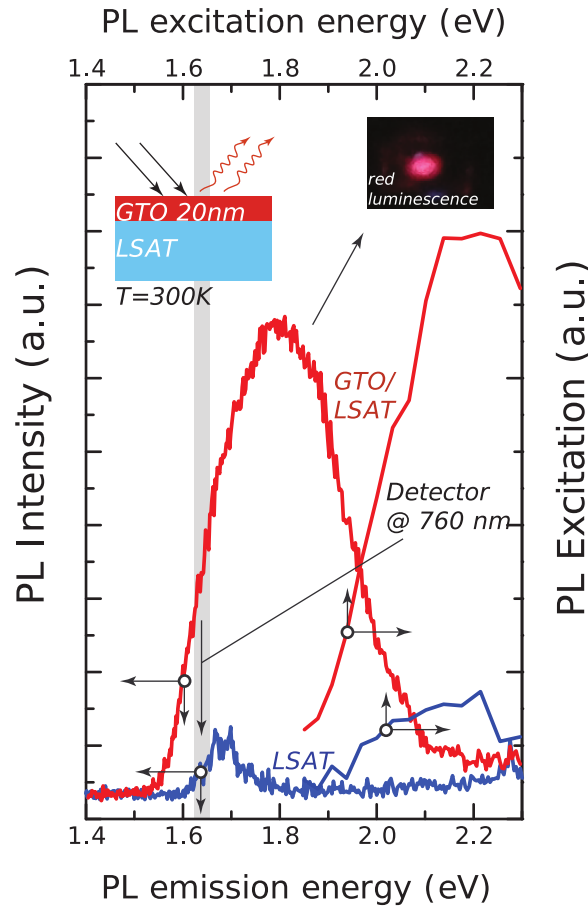 PL excitation energy (eV)
1.4 1.6 1.8 2.0 2.2
red
luminescence
GTO 20nm
LSAT
T=300K
GTO/
LSAT
Detector
@ 760 nm
LSAT
PL Intensity (a.u.)
PL Excitation (a.u.)
1.4 1.6 1.8 2.0 2.2
PL emission energy (eV)